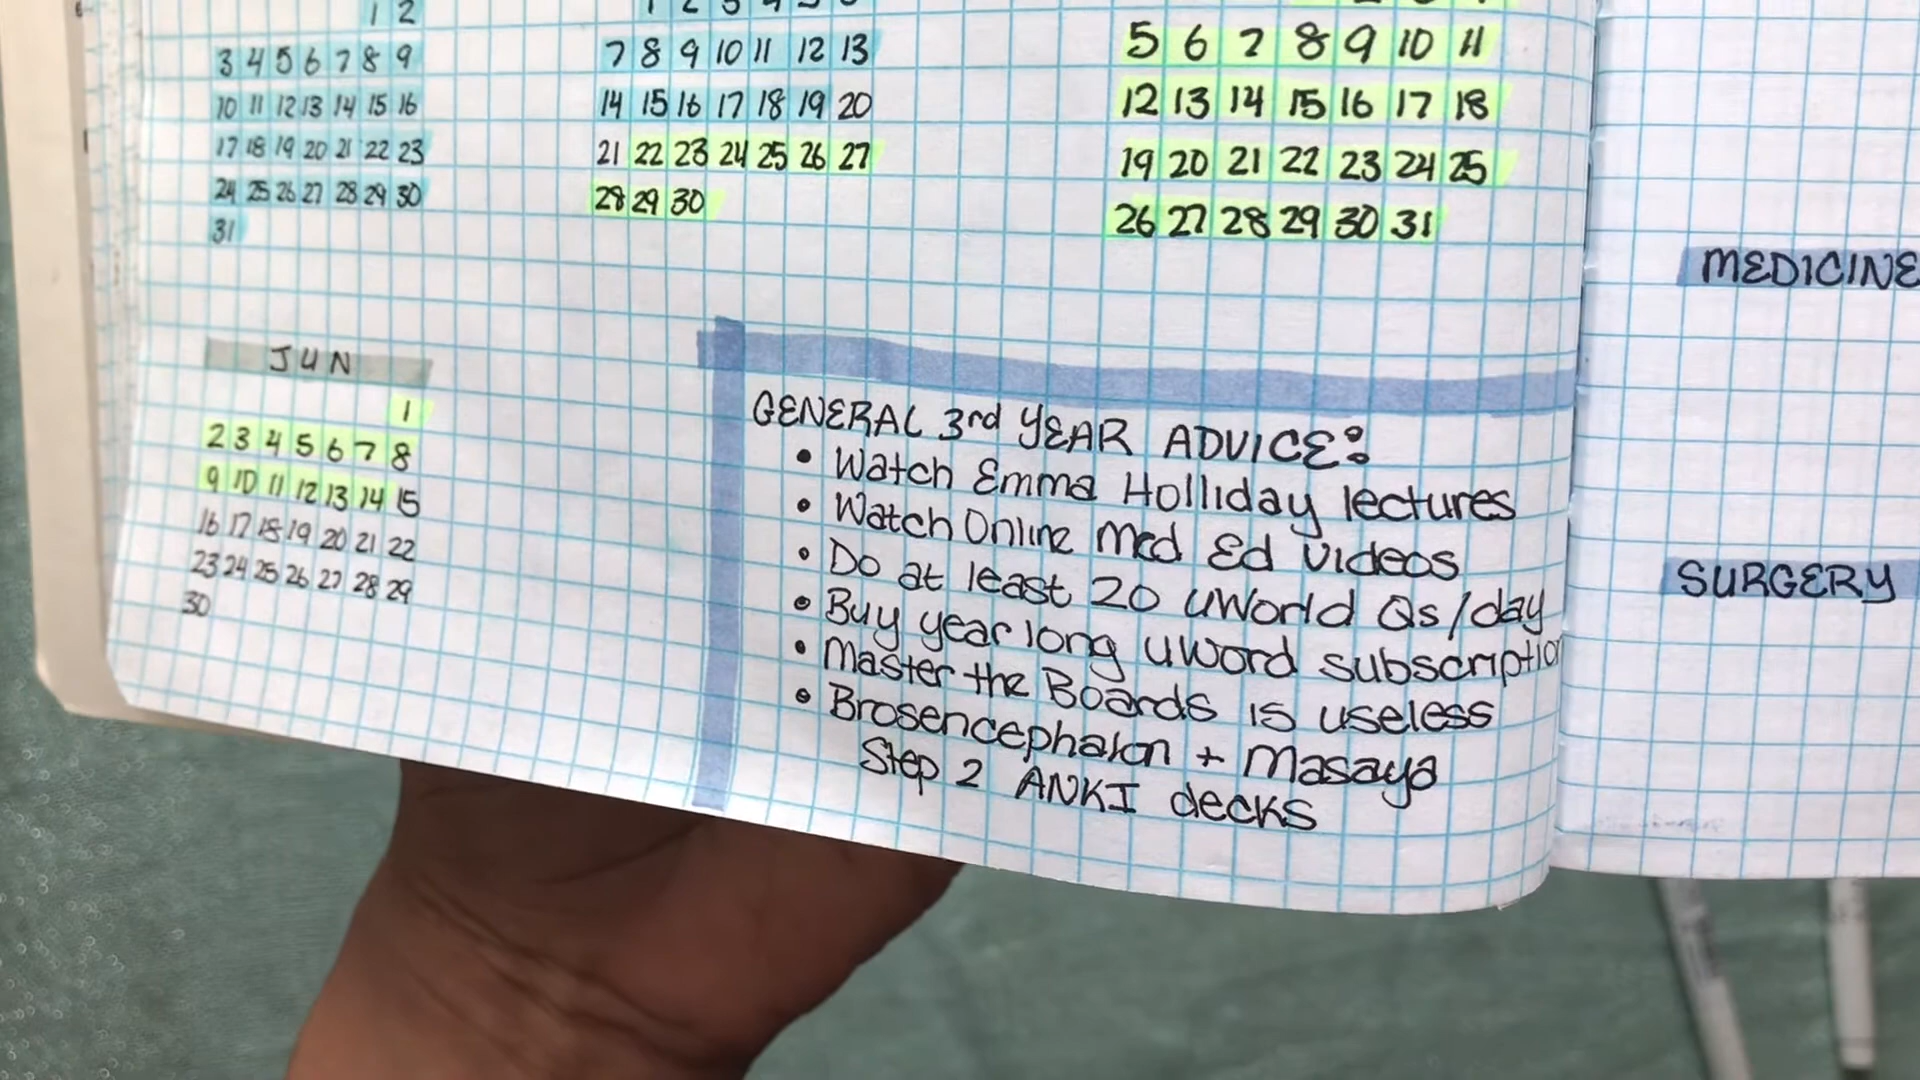 1 2
3 4 5 6 7 8 9
10 11 12 13 14 15 16
17 18 19 20 21 22 23
24 25 26 27 28 29 30
31
1 2 3 4 5 6
7 8 9 10 11 12 13
14 15 16 17 18 19 20
21 22 23 24 25 26 27
28 29 30
5 6 7 8 9 10 11
12 13 14 15 16 17 18
19 20 21 22 23 24 25
26 27 28 29 30 31
JUN
1
2 3 4 5 6 7 8
9 10 11 12 13 14 15
16 17 18 19 20 21 22
23 24 25 26 27 28 29
30
GENERAL 3rd YEAR ADVICE:
• Watch Emma Holliday lectures
• Watch Online Med Ed Videos
• Do at least 20 UWorld Qs/day
• Buy year long UWord subscription
• Master the Boards is useless
• Brosencephalon + Masaya
Step 2 ANKI decks
MEDICINE
SURGERY